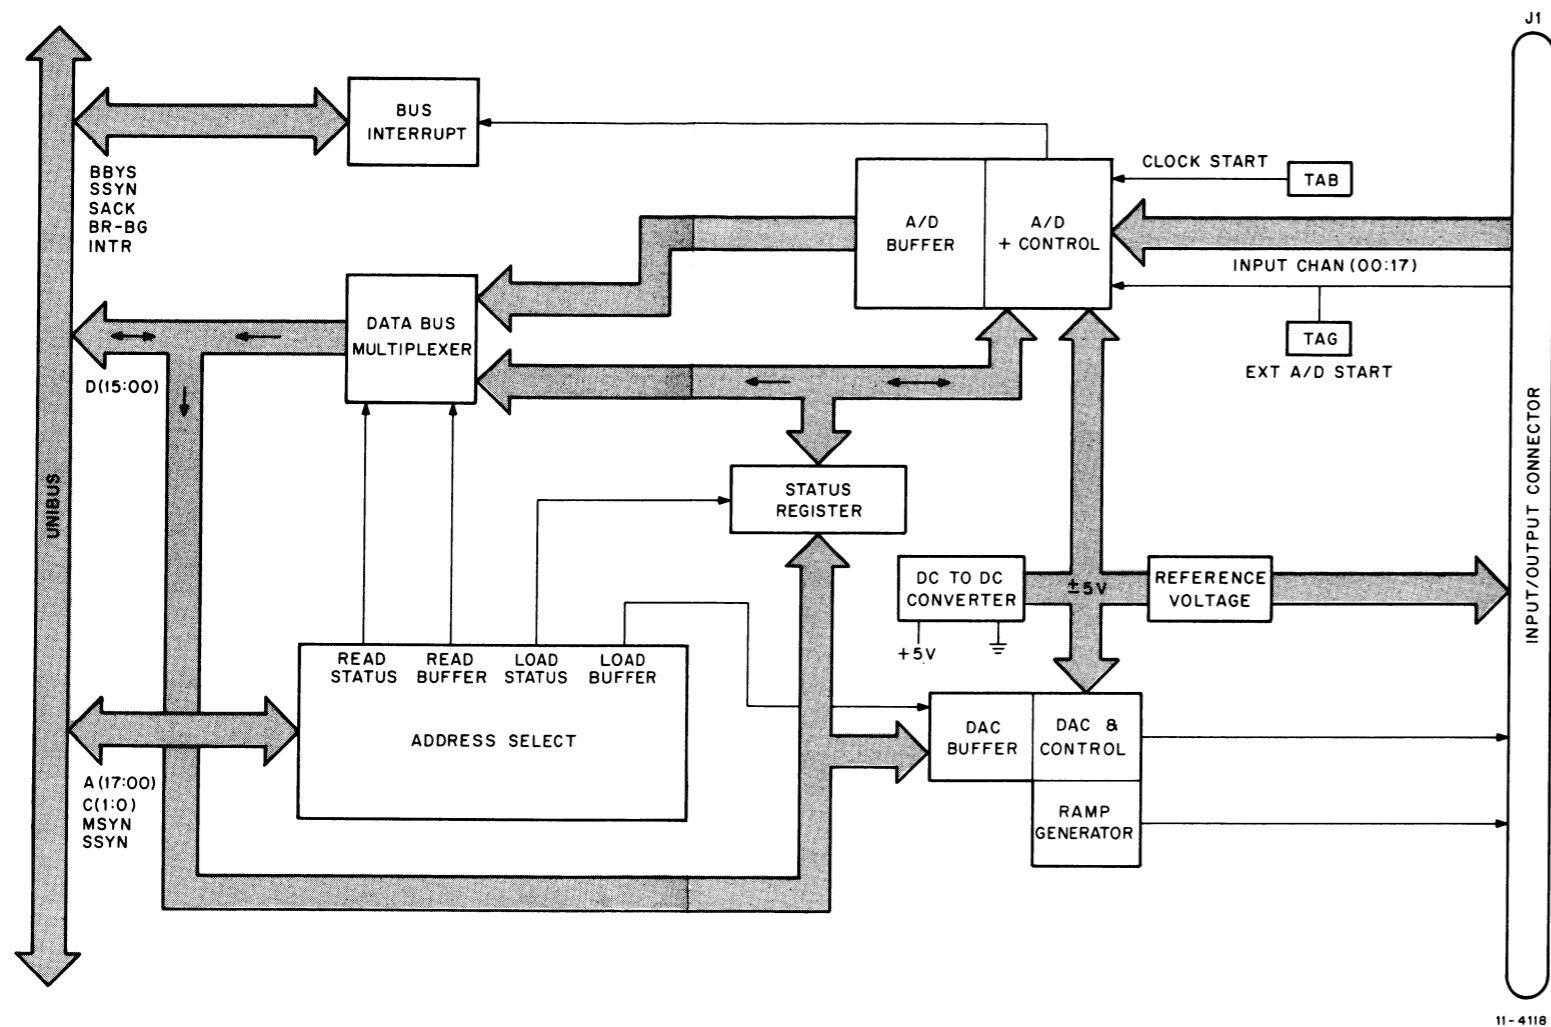 J1
BUS
INTERRUPT
BBYS
SSYN
SACK
BR-BG
INTR
CLOCK START
TAB
A/D
BUFFER
A/D
+ CONTROL
INPUT CHAN (00:17)
TAG
EXT A/D START
DATA BUS
MULTIPLEXER
D(15:00)
UNIBUS
STATUS
REGISTER
INPUT/OUTPUT CONNECTOR
DC TO DC
CONVERTER
+5V
±5V
REFERENCE
VOLTAGE
READ
STATUS
READ
BUFFER
LOAD
STATUS
LOAD
BUFFER
ADDRESS SELECT
A(17:00)
C(1:0)
MSYN
SSYN
DAC
BUFFER
DAC &
CONTROL
RAMP
GENERATOR
11-4118